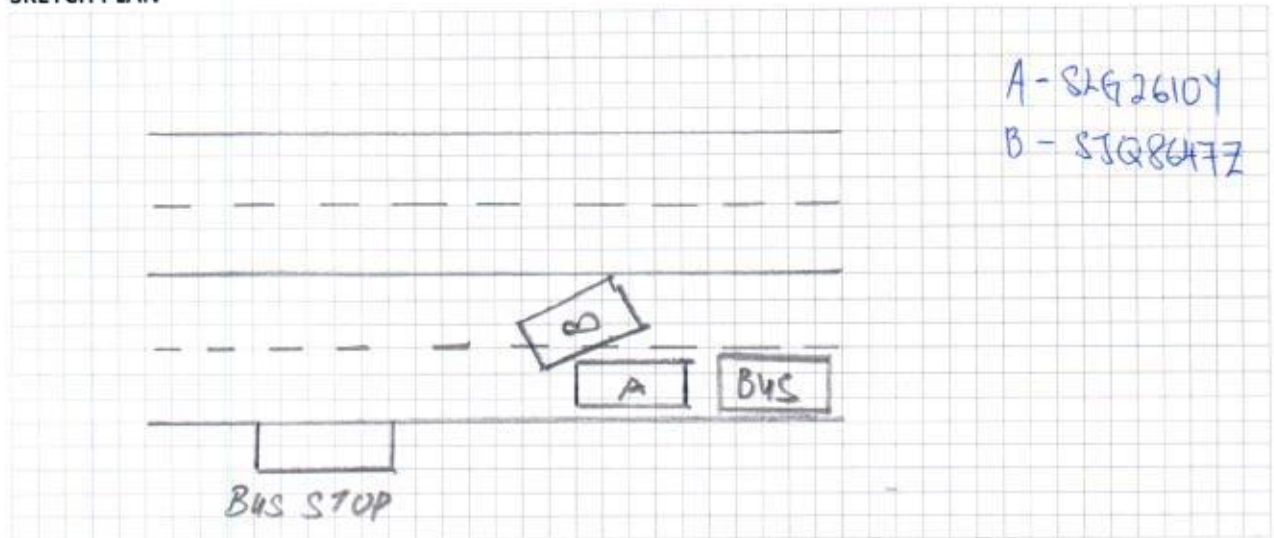 SKETCH PLAN
A - SLG2610Y
B - SJQ8647Z
B
A
BUS
BUS STOP